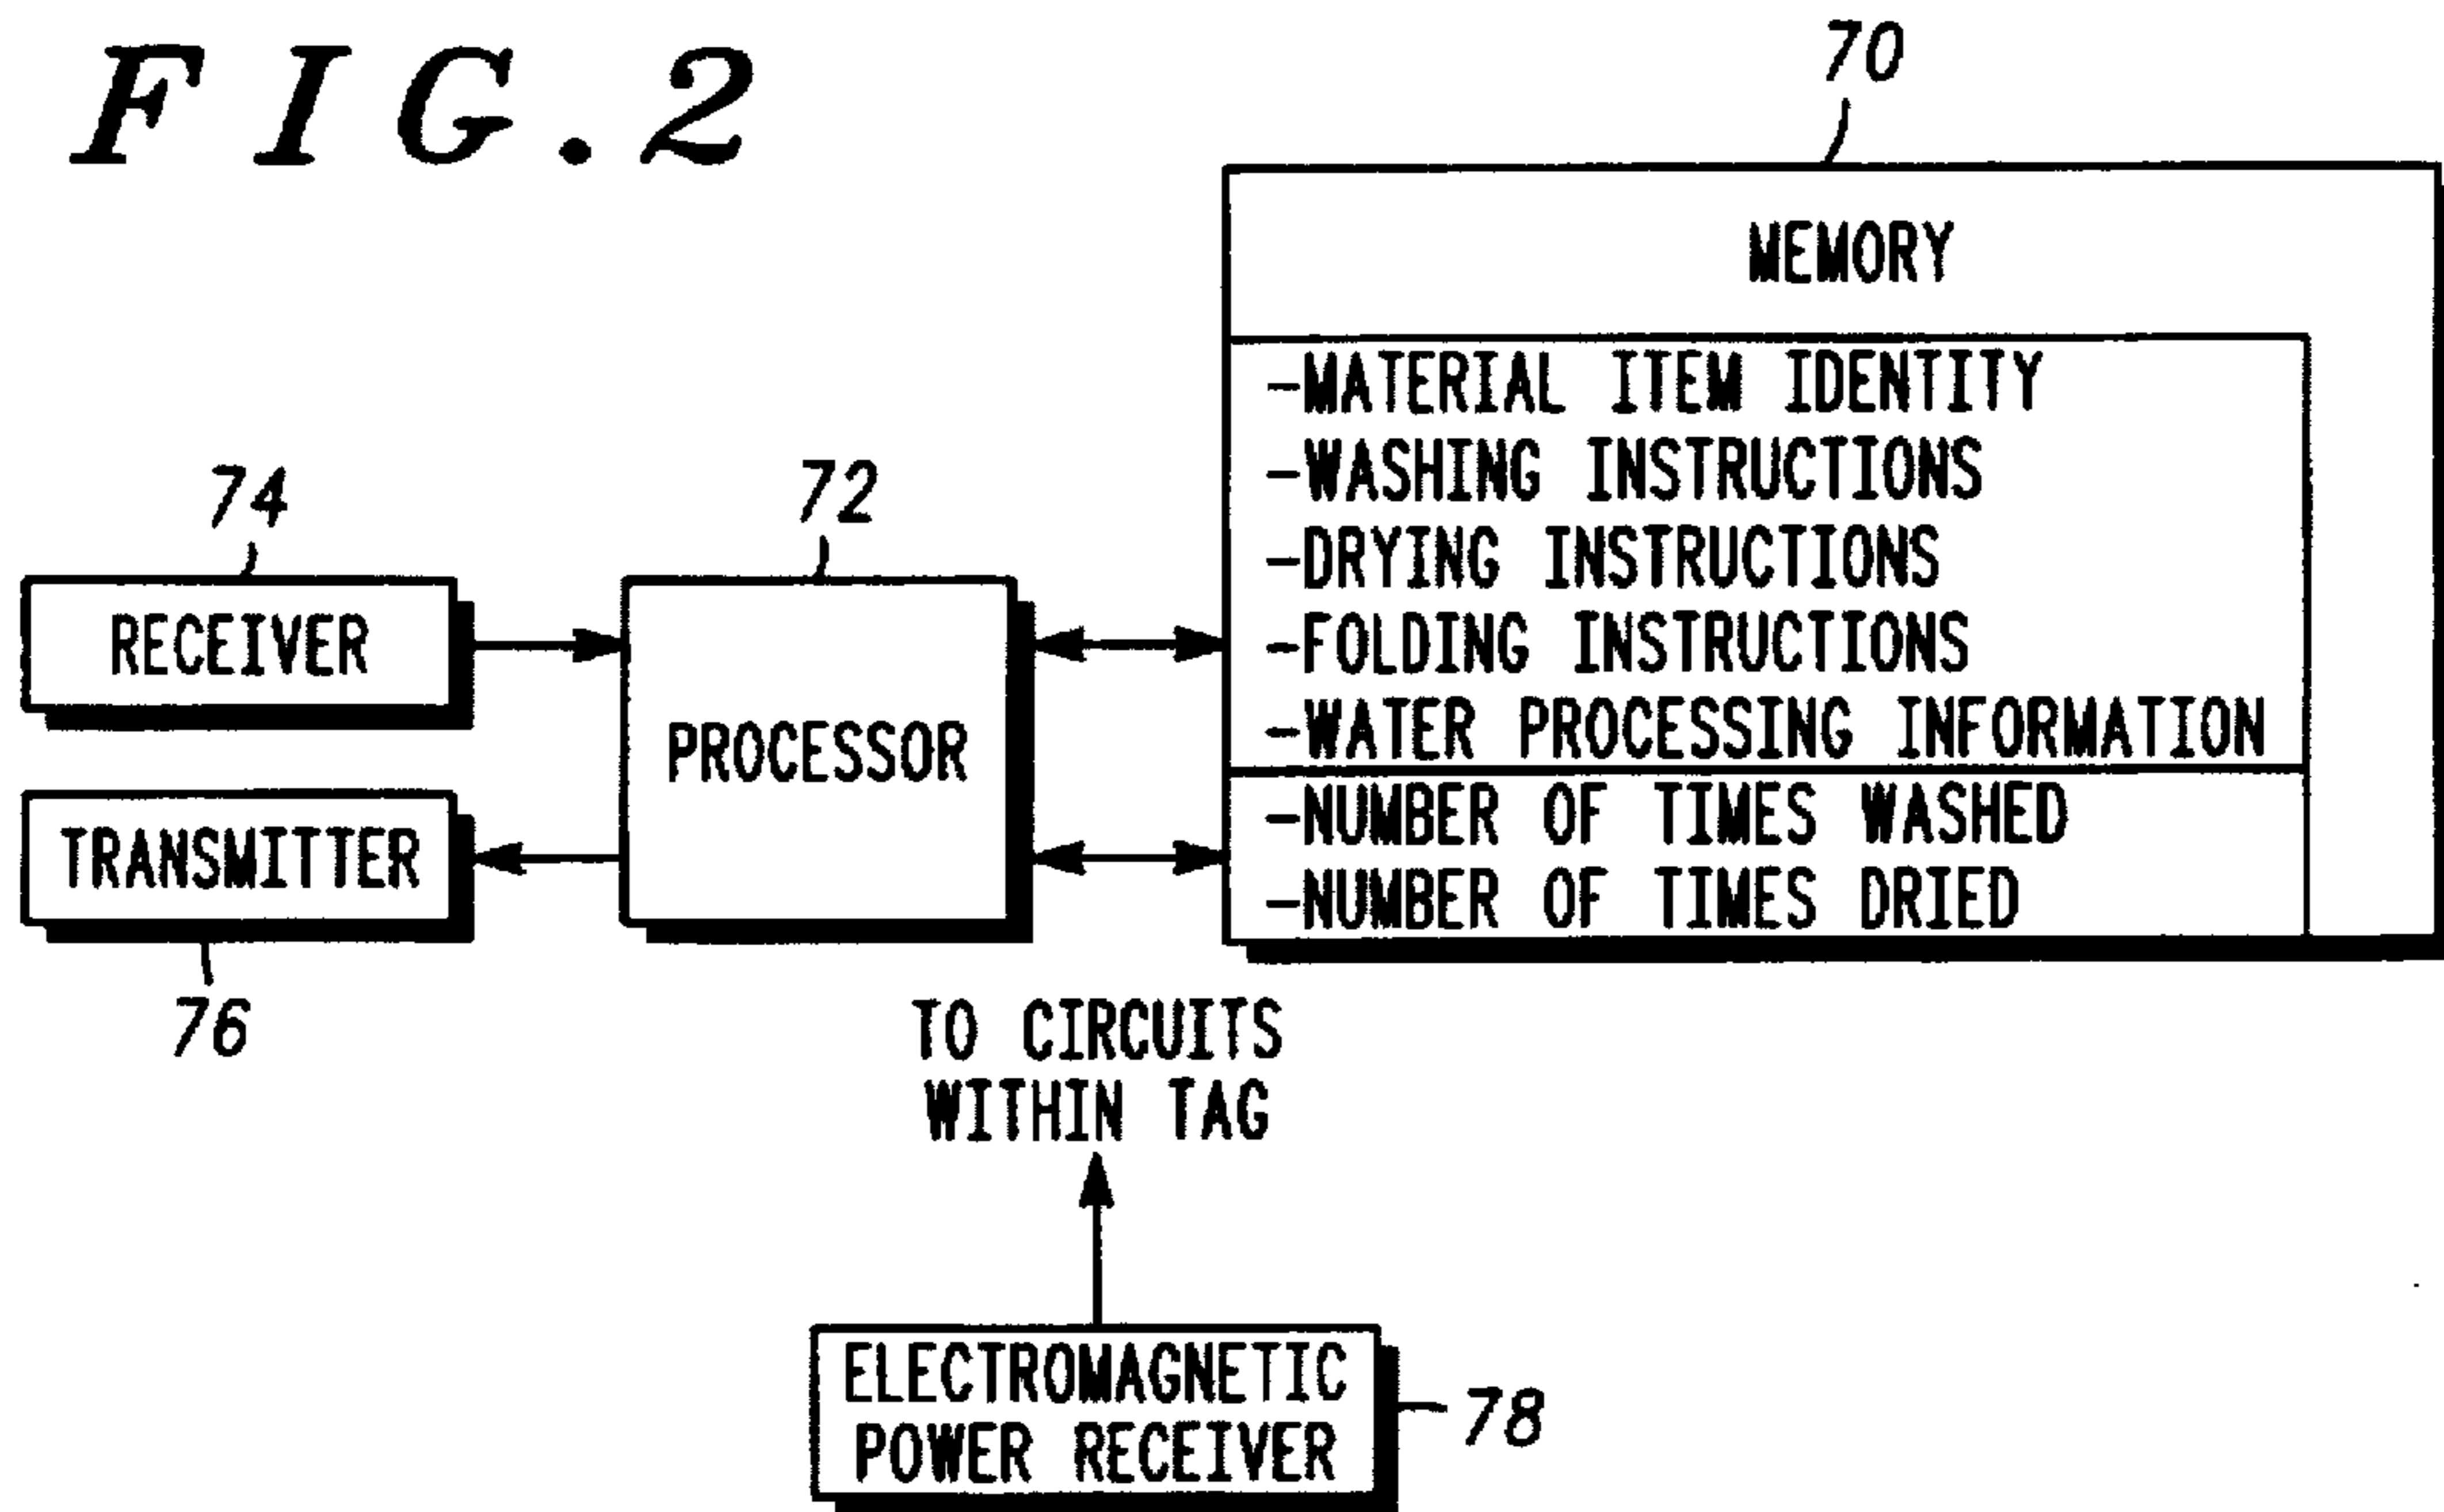 FIG.2
70
MEMORY
-MATERIAL ITEM IDENTITY
-WASHING INSTRUCTIONS
-DRYING INSTRUCTIONS
-FOLDING INSTRUCTIONS
-WATER PROCESSING INFORMATION
-NUMBER OF TIMES WASHED
-NUMBER OF TIMES DRIED
74
RECEIVER
72
PROCESSOR
TRANSMITTER
76
TO CIRCUITS
WITHIN TAG
ELECTROMAGNETIC
POWER RECEIVER
78